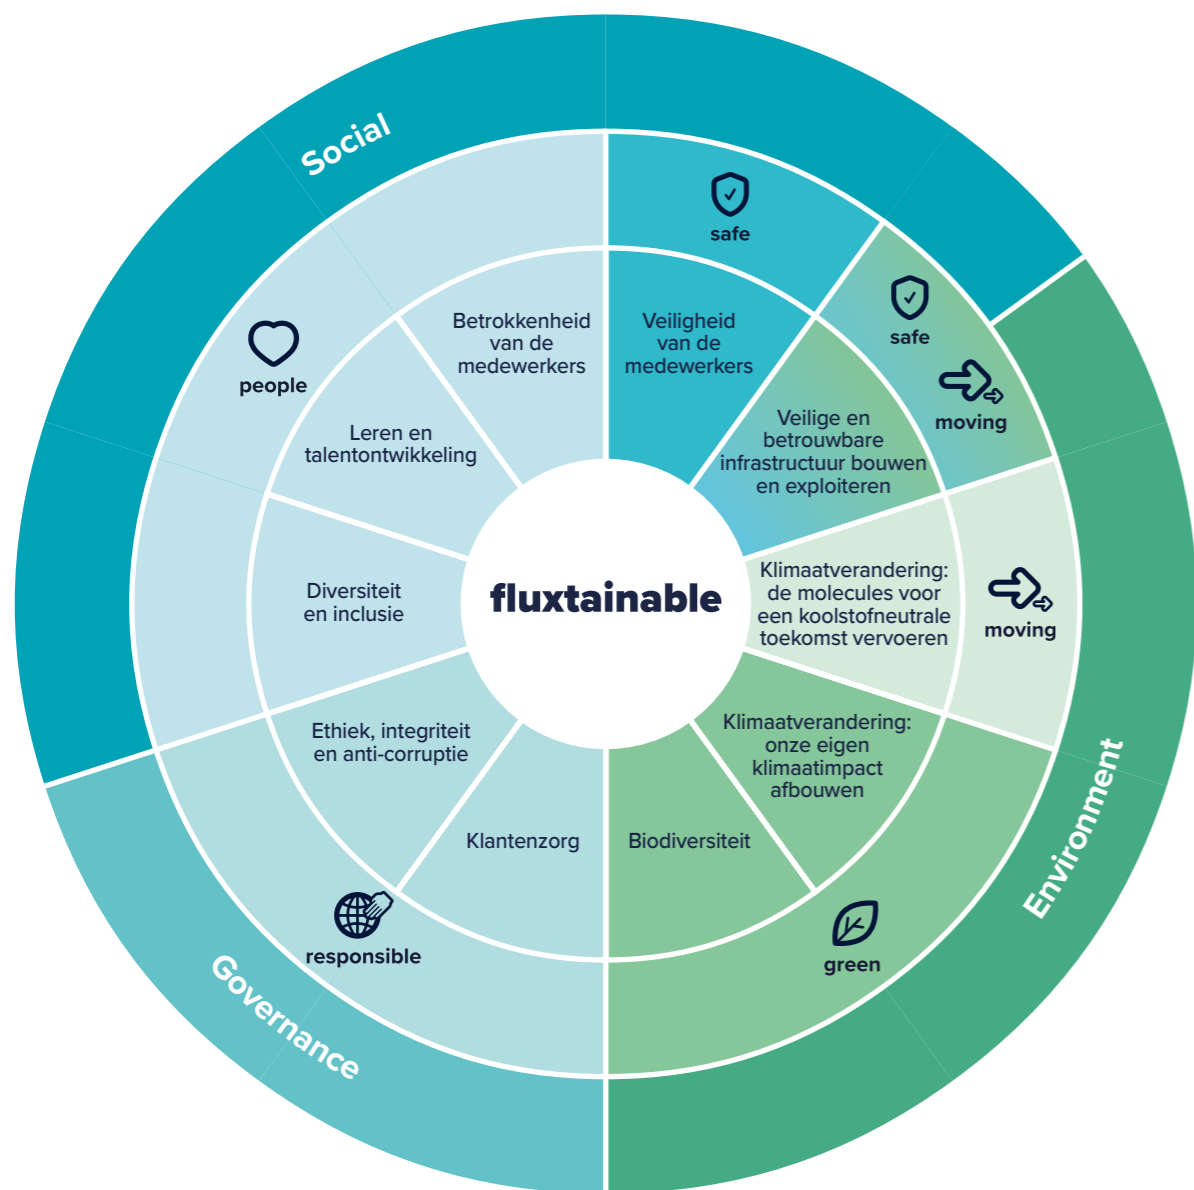 Social
safe
safe
moving
people
Betrokkenheid
van de
medewerkers
Veiligheid
van de
medewerkers
Leren en
talentontwikkeling
Veilige en
betrouwbare
infrastructuur bouwen
en exploiteren
Diversiteit
en inclusie
fluxtainable
Klimaatverandering:
de molecules voor
een koolstofneutrale
toekomst vervoeren
moving
Ethiek, integriteit
en anti-corruptie
Klimaatverandering:
onze eigen
klimaatimpact
afbouwen
Klantenzorg
Biodiversiteit
Environment
responsible
green
Governance